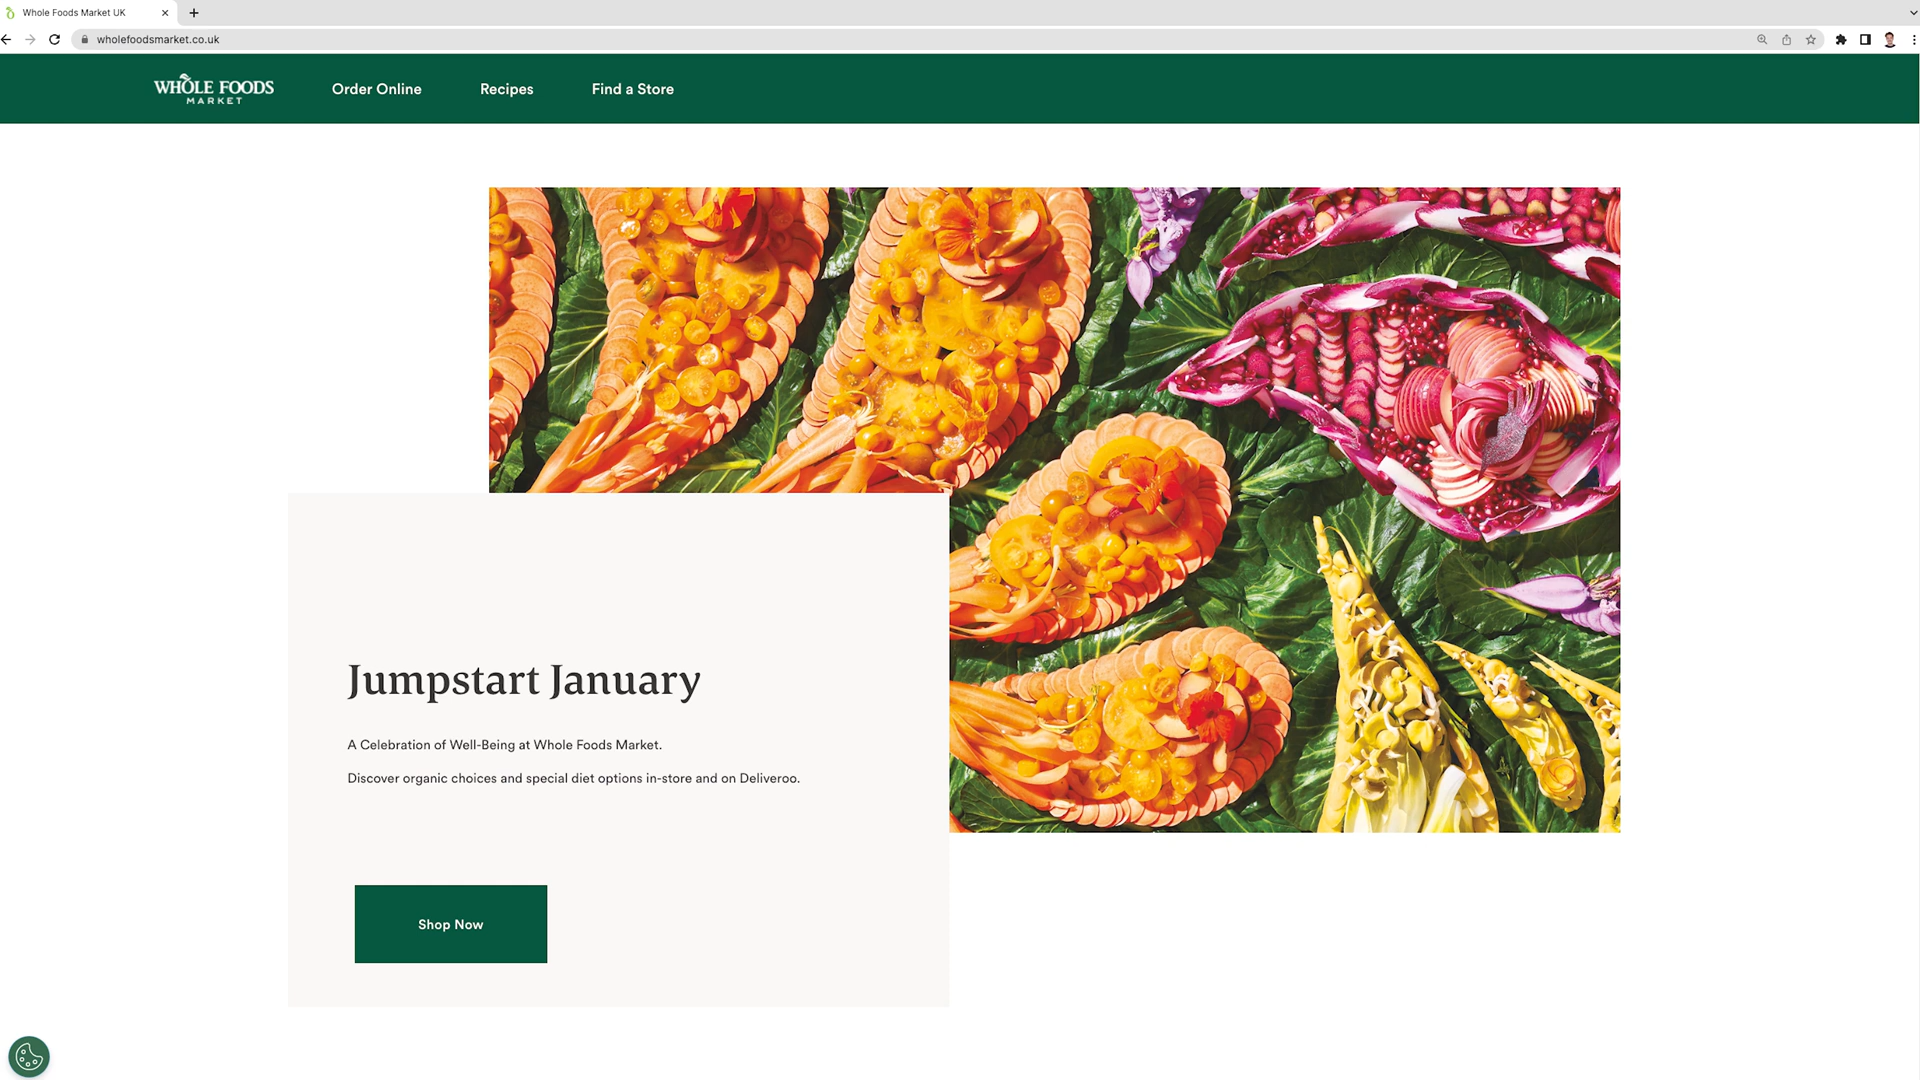 Whole Foods Market UK
wholefoodsmarket.co.uk
WHOLE FOODS
MARKET
Order Online
Recipes
Find a Store
Jumpstart January
A Celebration of Well-Being at Whole Foods Market.
Discover organic choices and special diet options in-store and on Deliveroo.
Shop Now